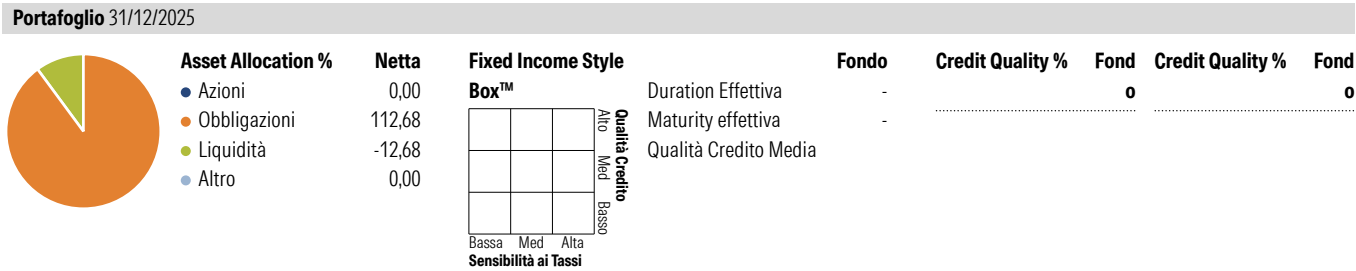 Portafoglio 31/12/2025
Asset Allocation % Netta
Azioni 0,00
Obbligazioni 112,68
Liquidità -12,68
Altro 0,00
Fixed Income Style
Box™
Alto Med Basso
Qualità Credito
Bassa Med Alta
Sensibilità ai Tassi
Fondo
Duration Effettiva -
Maturity effettiva -
Qualità Credito Media
Credit Quality % Fond Credit Quality % Fond
o o